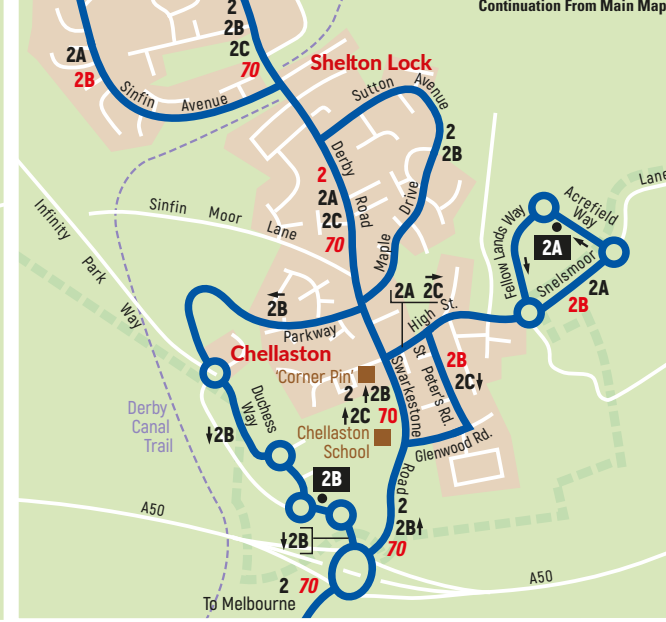 Continuation From Main Map
2
2B
2C
70
2A
2B
Sinfin Avenue
Shelton Lock
Sutton Avenue
2
2B
Derby Road
2
2A
2C
70
Maple Drive
Sinfin Moor Lane
Infinity Park Way
Lane
Acrefield
Way
2A
Fellow Lands Way
Snelsmoor
2A
2B
2B
Parkway
2A 2C
High St.
Chellaston
'Corner Pin'
2 2B
2C 70
Swarkestone Road
St Peter's Rd.
2B
2C
Glenwood Rd.
Chellaston
School
Duchess
Way
Derby
Canal
Trail
2B
2B
2B
2
2B
70
A50
A50
2 70
To Melbourne